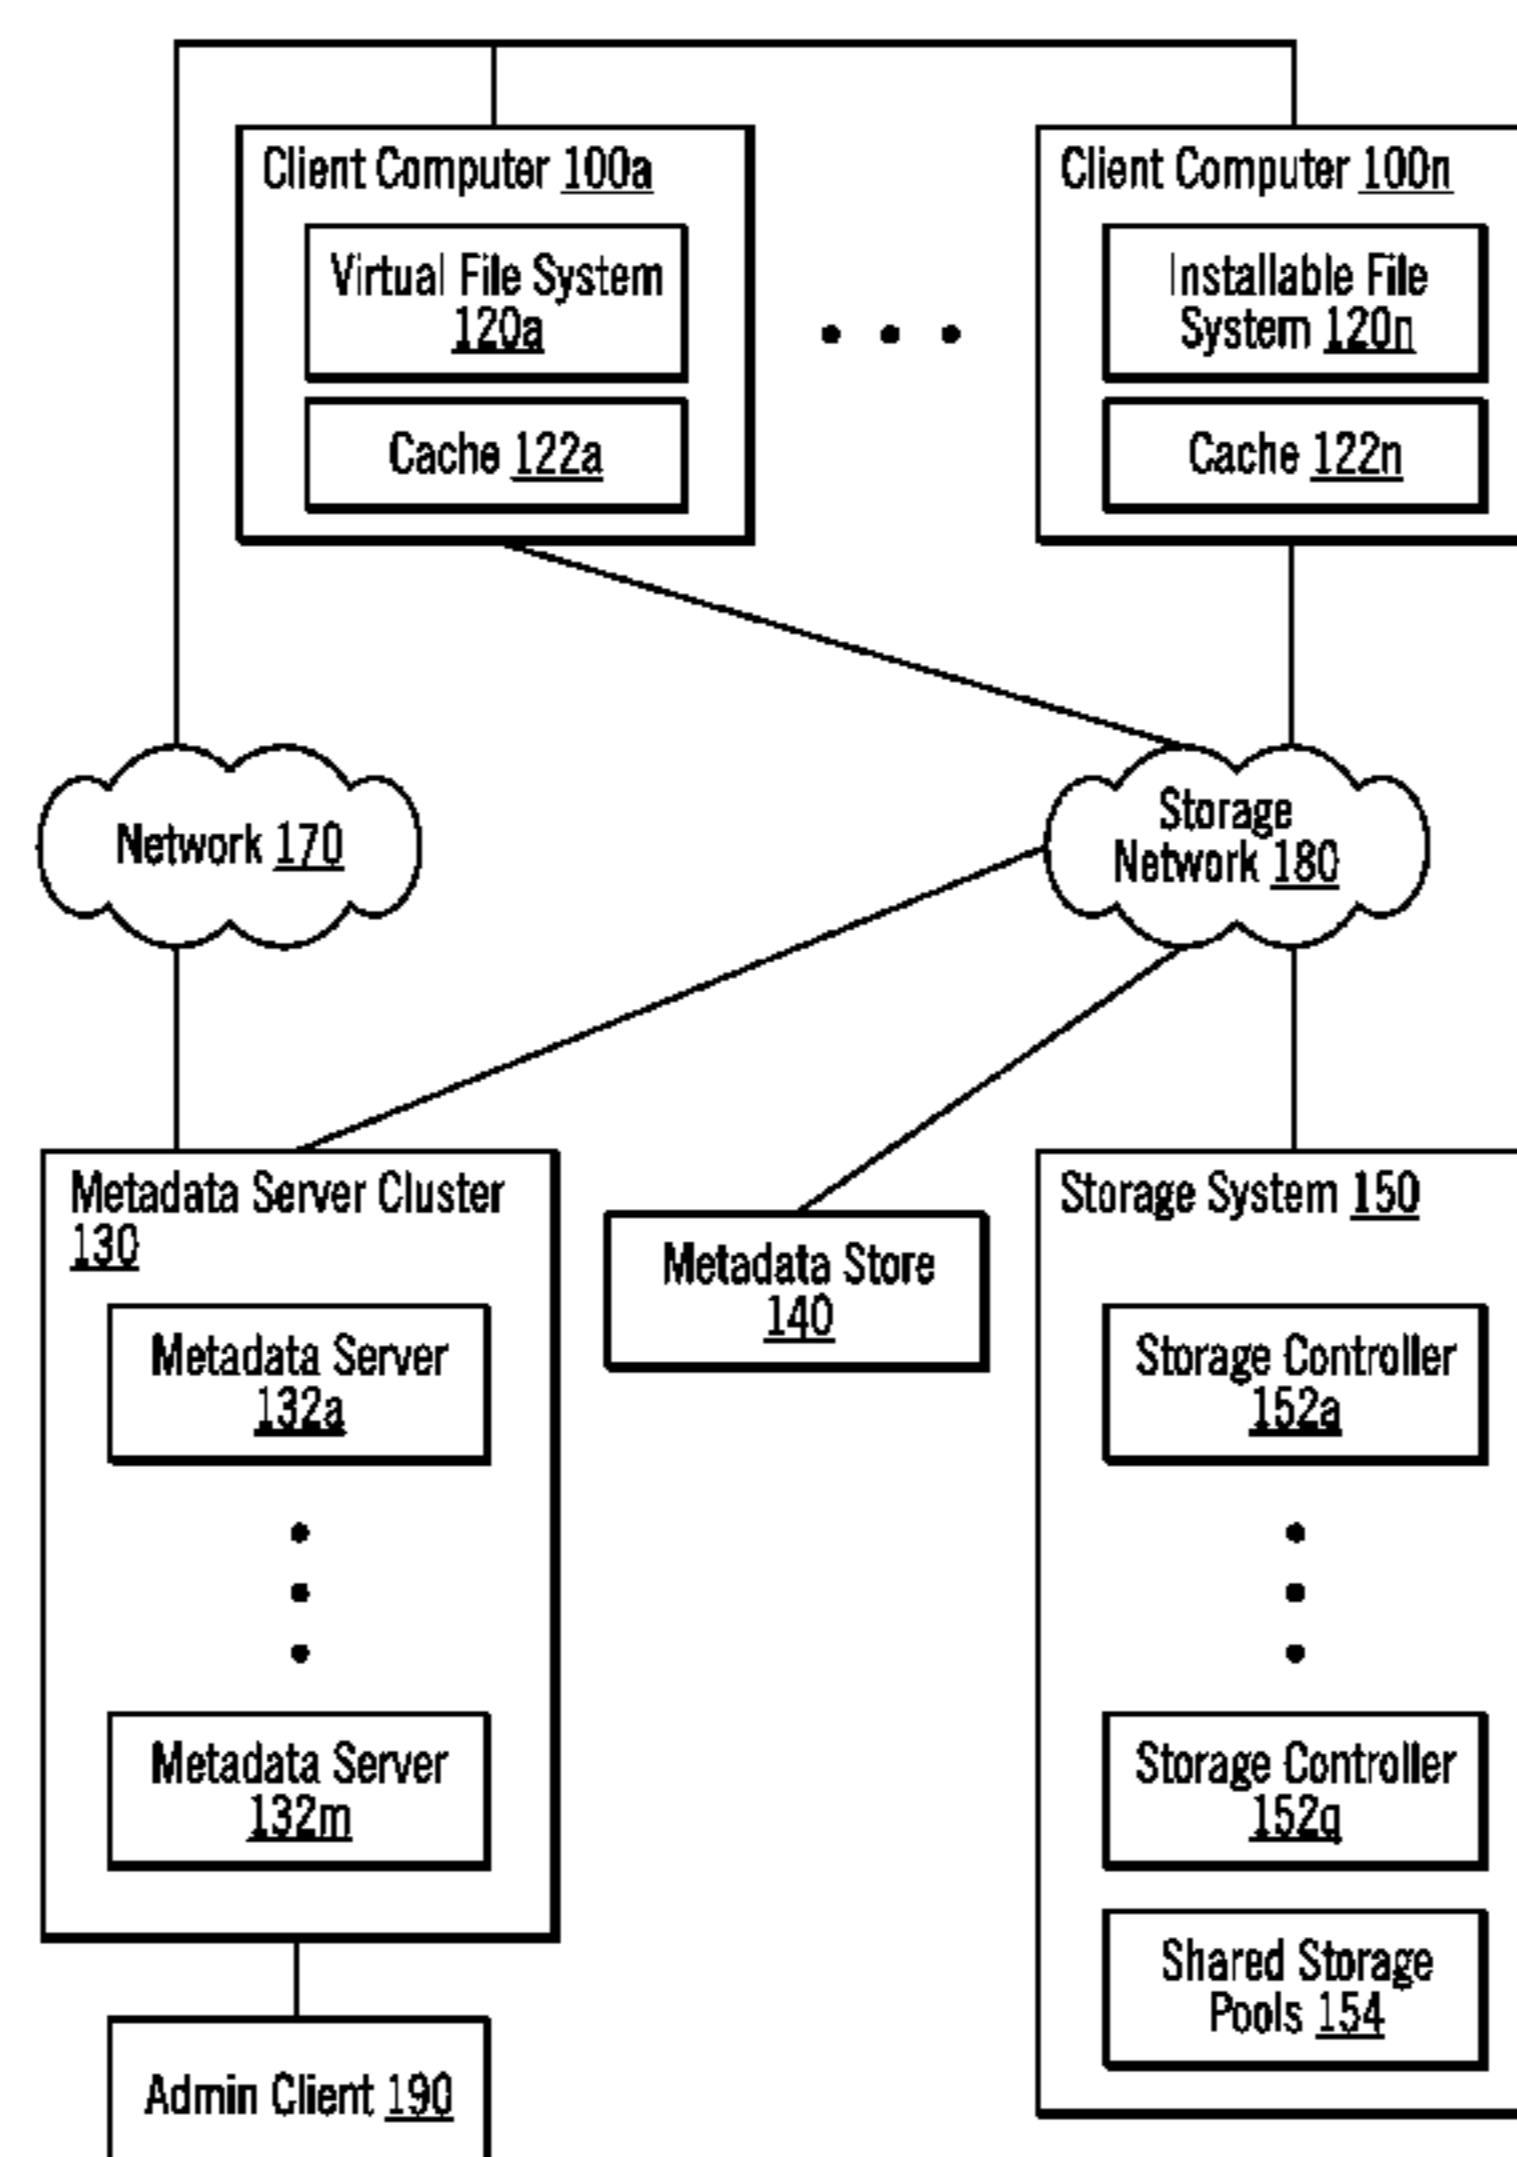 Client Computer 100a
Virtual File System
120a
Cache 122a
Client Computer 100n
Installable File
System 120n
Cache 122n
Network 170
Storage
Network 180
Metadata Server Cluster
130
Metadata Server
132a
Metadata Server
132m
Metadata Store
140
Storage System 150
Storage Controller
152a
Storage Controller
152q
Shared Storage
Pools 154
Admin Client 190